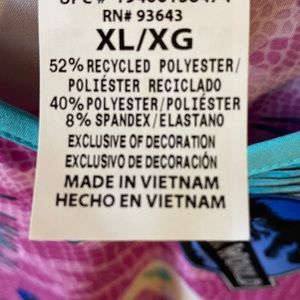 RN# 93643
XL/XG
52% RECYCLED POLYESTER/
POLIÉSTER RECICLADO
40% POLYESTER/POLIÉSTER
8% SPANDEX/ELASTANO
EXCLUSIVE OF DECORATION
EXCLUSIVO DE DECORACIÓN
MADE IN VIETNAM
HECHO EN VIETNAM